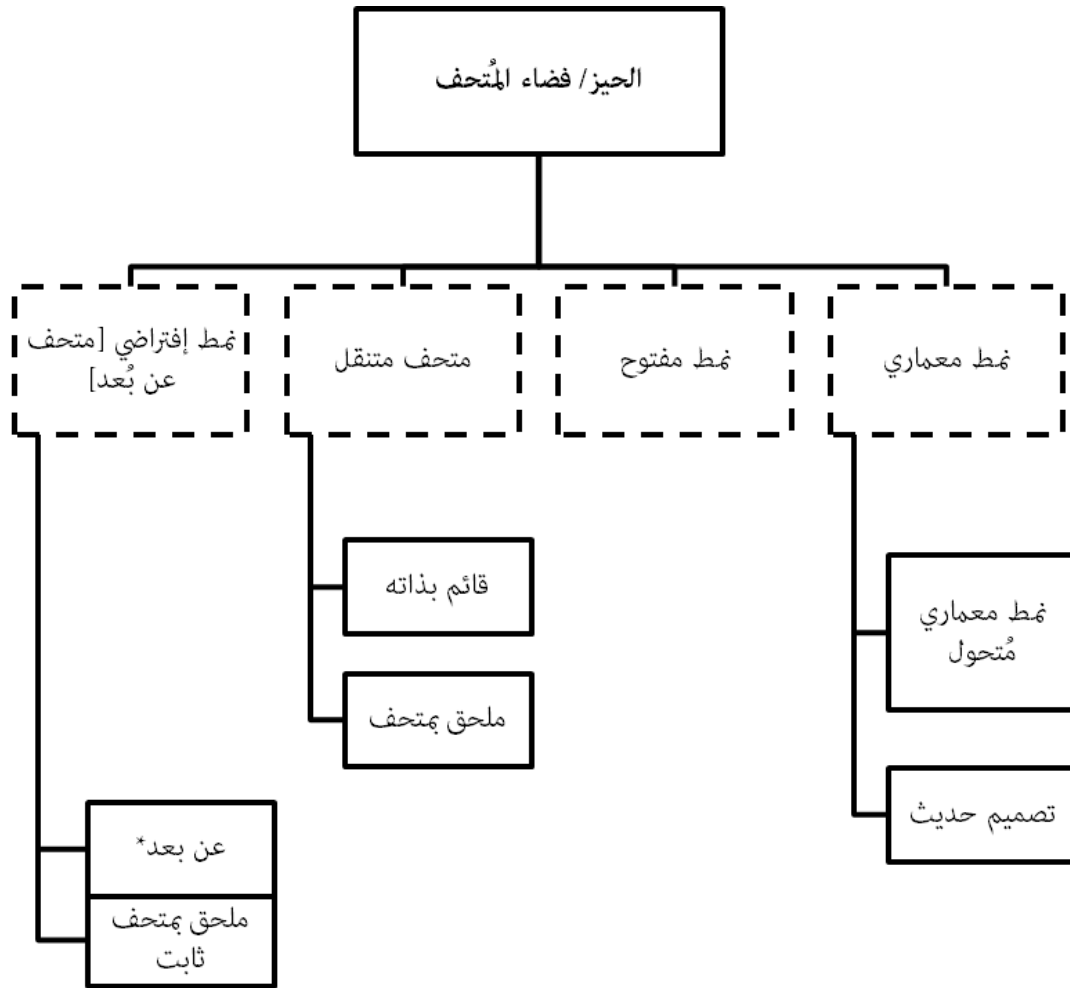 الحيز/ فضاء المُتحف
نمط معماري
نمط مفتوح
متحف متنقل
نمط إفتراضي [متحف
عن بُعد]
نمط معماري
مُتحول
تصميم حديث
قائم بذاته
ملحق بمتحف
عن بعد*
ملحق بمتحف
ثابت